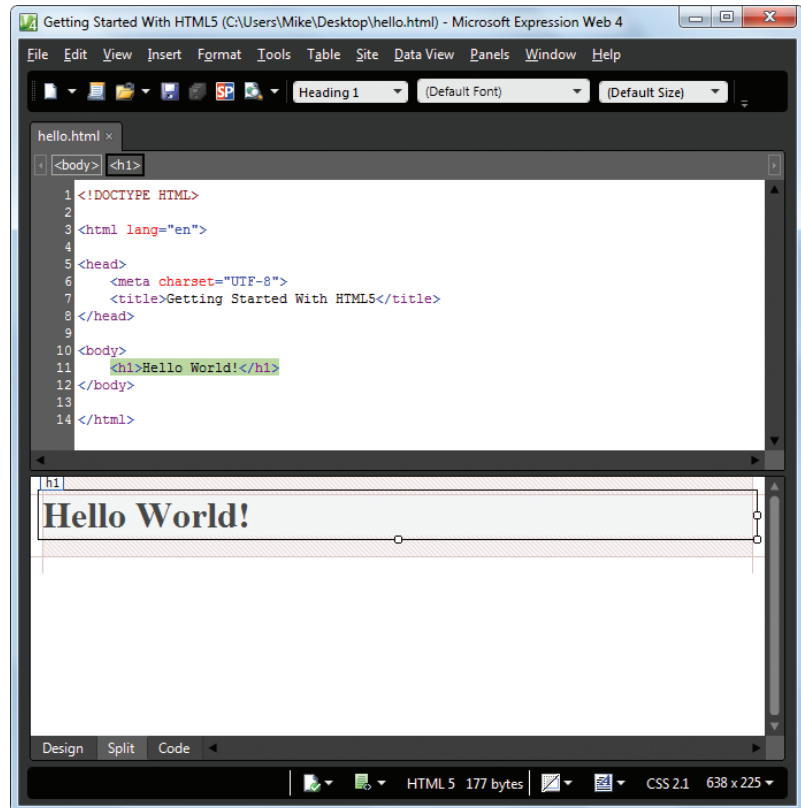 Getting Started With HTML5 (C:\Users\Mike\Desktop\hello.html) - Microsoft Expression Web 4
File Edit View Insert Format Tools Table Site Data View Panels Window Help
SP Heading 1 (Default Font) (Default Size)
hello.html ×
<body> <h1>
1 <!DOCTYPE HTML>
2
3 <html lang="en">
4
5 <head>
6     <meta charset="UTF-8">
7     <title>Getting Started With HTML5</title>
8 </head>
9
10 <body>
11     <h1>Hello World!</h1>
12 </body>
13
14 </html>
h1
Hello World!
Design Split Code
HTML 5 177 bytes CSS 2.1 638 x 225